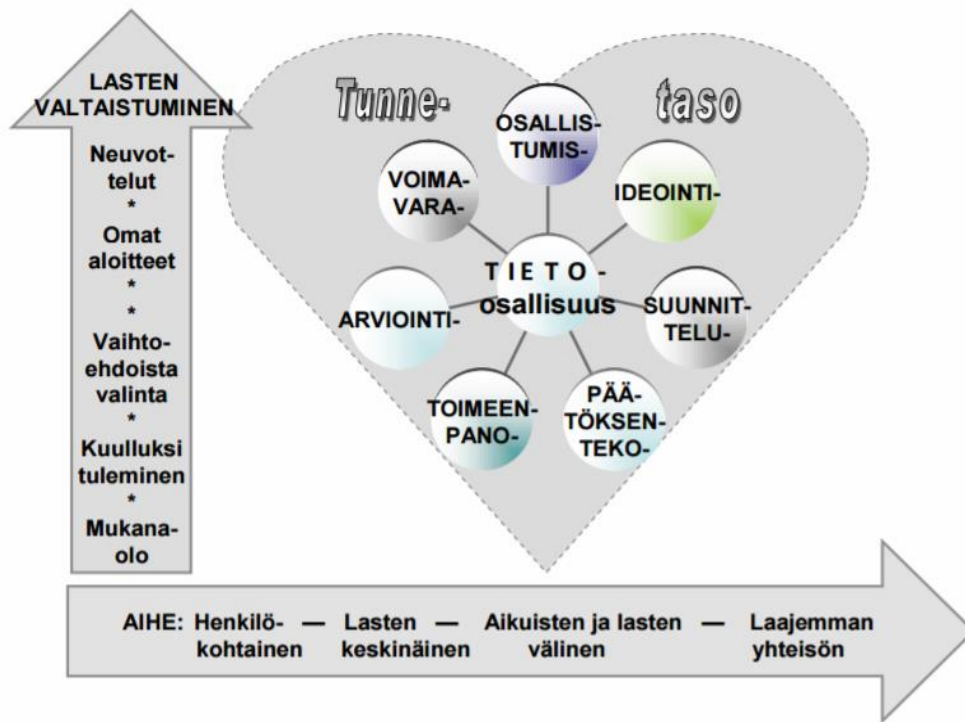 LASTEN
VALTAISTUMINEN
Neuvot-
telut
*
Omat
aloitteet
*
*
Vaihto-
ehdoista
valinta
*
Kuulluksi
tuleminen
*
Mukana-
olo
Tunne- taso
OSALLIS-
TUMIS-
VOIMA-
VARA-
IDEOINTI-
T I E T O -
osallisuus
ARVIOINTI-
SUUNNIT-
TELU-
TOIMEEN-
PANO-
PÄÄ-
TÖKSEN-
TEKO-
AIHE: Henkilö- — Lasten — Aikuisten ja lasten — Laajemman
kohtainen keskinäinen välinen yhteisön